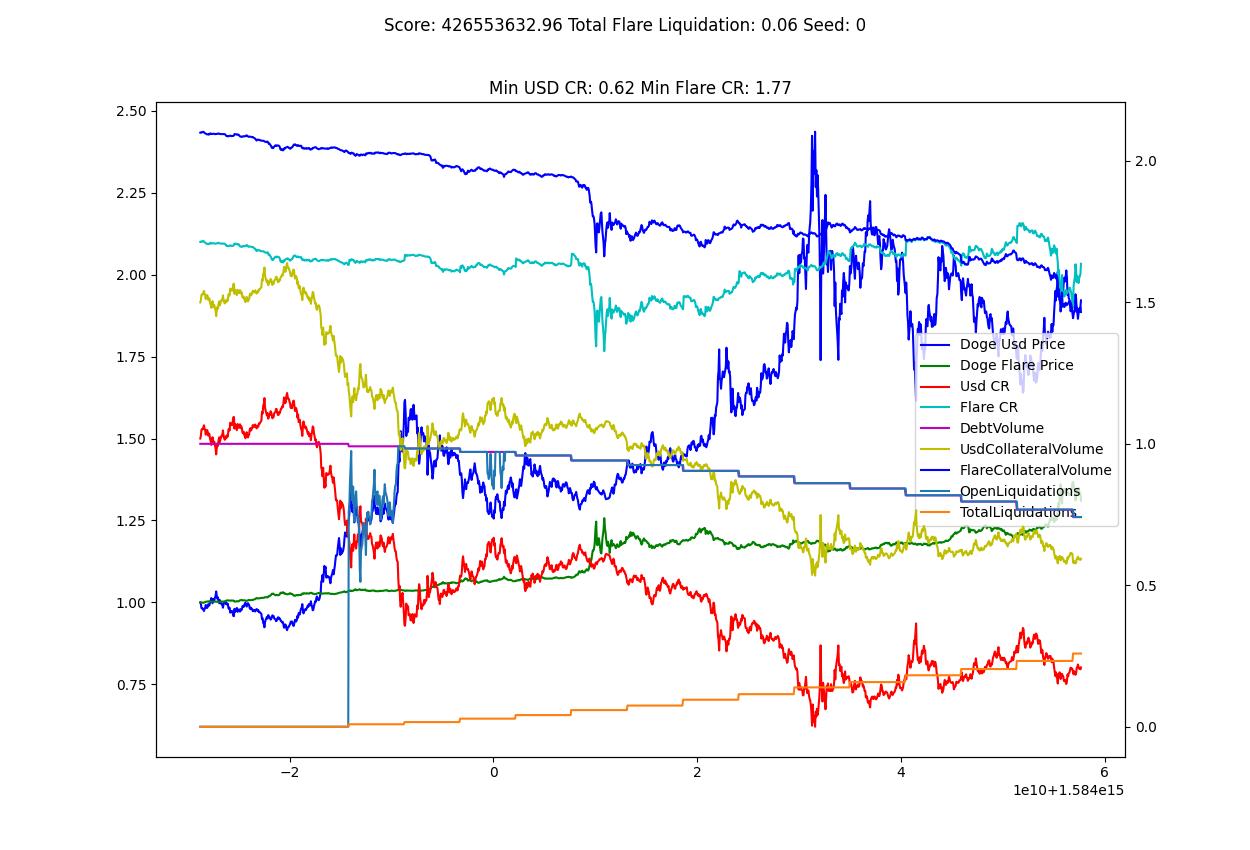 Score: 426553632.96 Total Flare Liquidation: 0.06 Seed: 0
Min USD CR: 0.62 Min Flare CR: 1.77
2.50
2.25
2.00
1.75
1.50
1.25
1.00
0.75
2.0
1.5
1.0
0.5
0.0
Doge Usd Price
Doge Flare Price
Usd CR
Flare CR
DebtVolume
UsdCollateralVolume
FlareCollateralVolume
OpenLiquidations
TotalLiquidations
−2 0 2 4 6
1e10+1.584e15